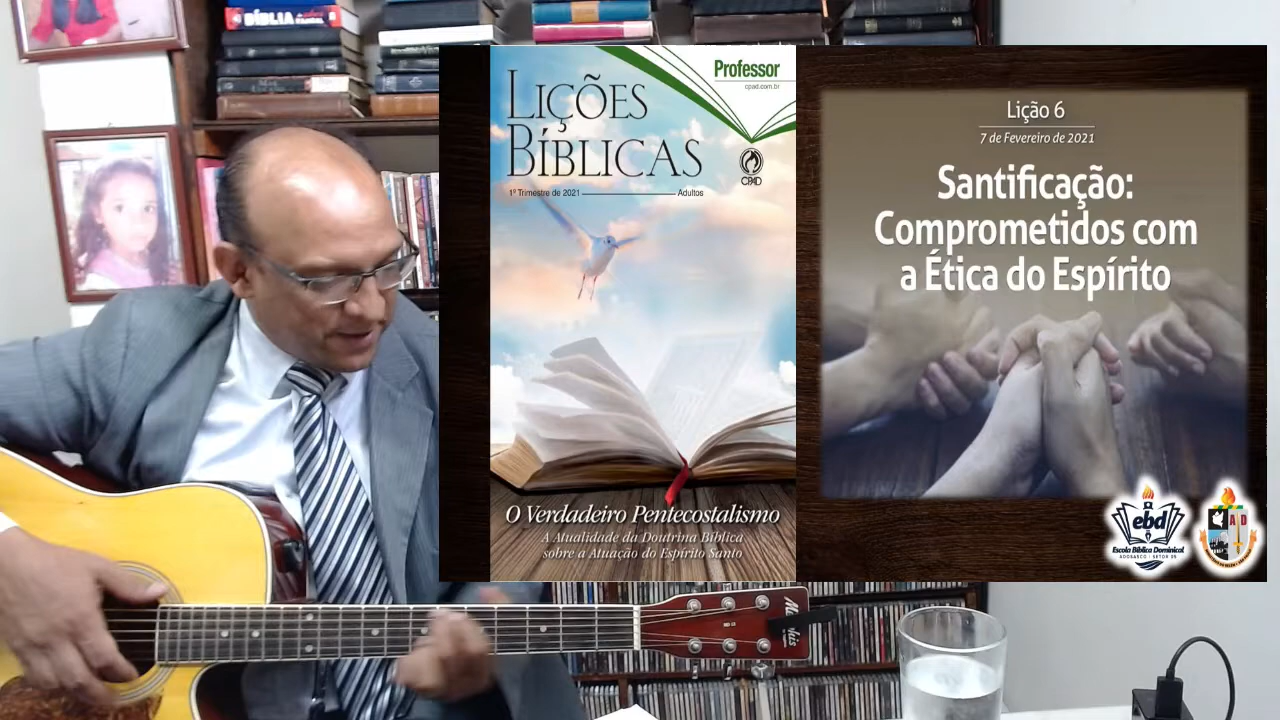 BÍBLIA
Professor
cpad.com.br
LIÇÕES
BÍBLICAS
CPAD
1º Trimestre de 2021
Adultos
O Verdadeiro Pentecostalismo
A Atualidade da Doutrina Bíblica
sobre a Atuação do Espírito Santo
Lição 6
7 de Fevereiro de 2021
Santificação:
Comprometidos com
a Ética do Espírito
ebd
Escola Bíblica Dominical
AD
Memphis